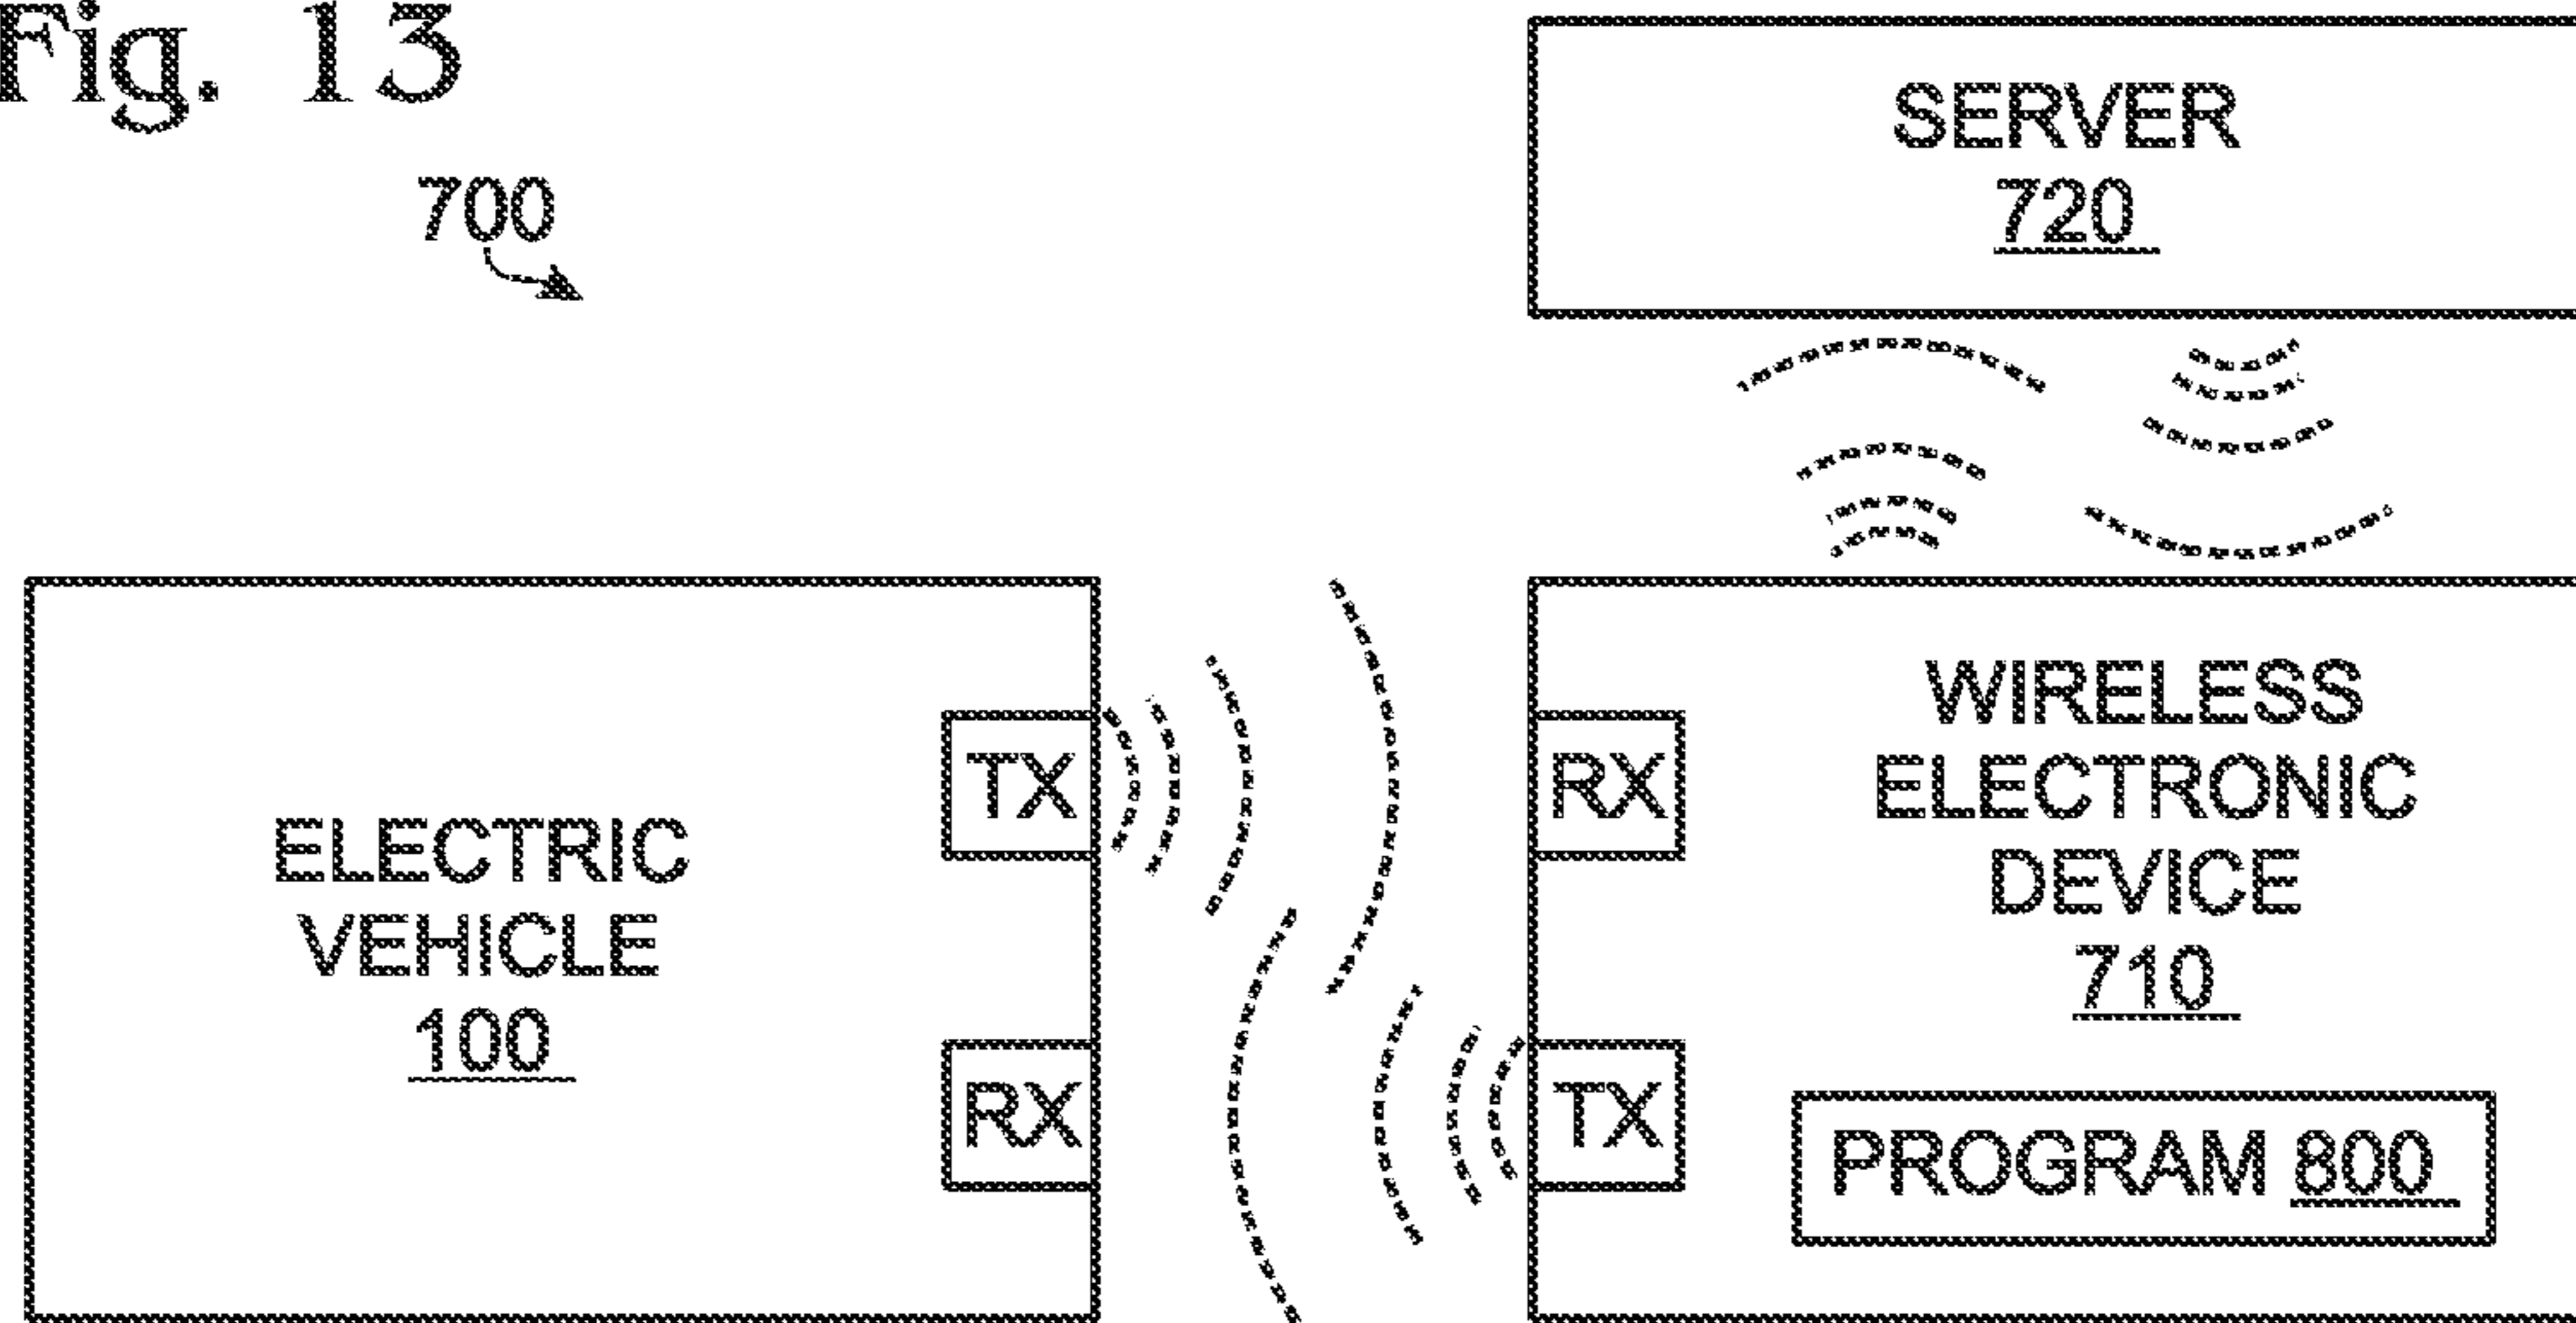 Fig. 13
700
SERVER
720
ELECTRIC
VEHICLE
100
TX
RX
RX
TX
WIRELESS
ELECTRONIC
DEVICE
710
PROGRAM 800